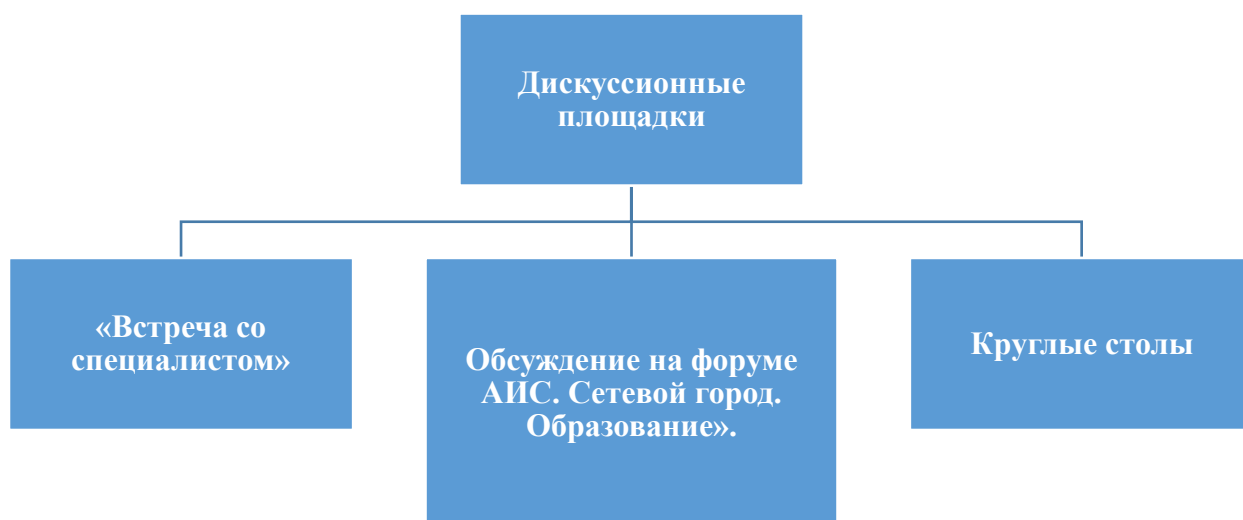 Дискуссионные
площадки
«Встреча со
специалистом»
Обсуждение на форуме
АИС. Сетевой город.
Образование».
Круглые столы